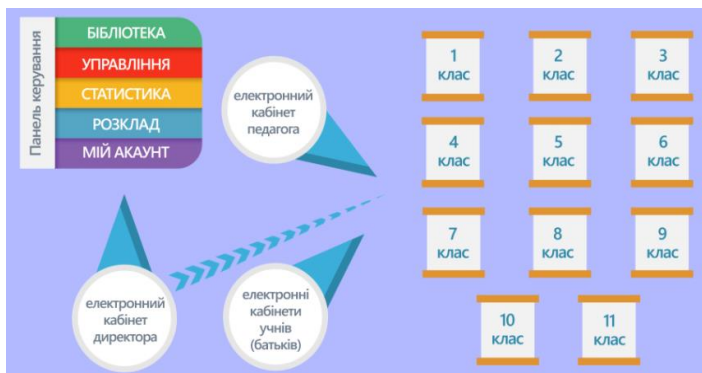 Панель керування
БІБЛІОТЕКА
УПРАВЛІННЯ
СТАТИСТИКА
РОЗКЛАД
МІЙ АКАУНТ
електронний
кабінет
педагога
електронний
кабінет
директора
електронні
кабінети
учнів
(батьків)
1
клас
2
клас
3
клас
4
клас
5
клас
6
клас
7
клас
8
клас
9
клас
10
клас
11
клас